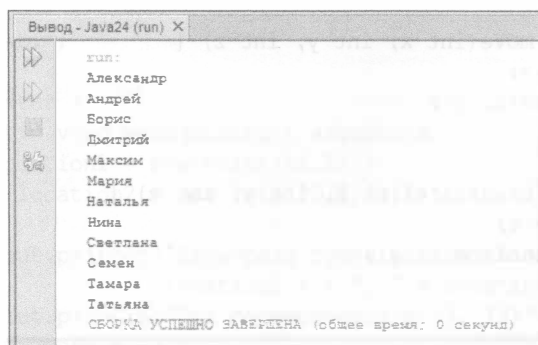 Вывод - Java24 (run) ×
run:
Александр
Андрей
Борис
Дмитрий
Максим
Мария
Наталья
Нина
Светлана
Семен
Тамара
Татьяна
СБОРКА УСПЕШНО ЗАВЕРШЕНА (общее время: 0 секунд)